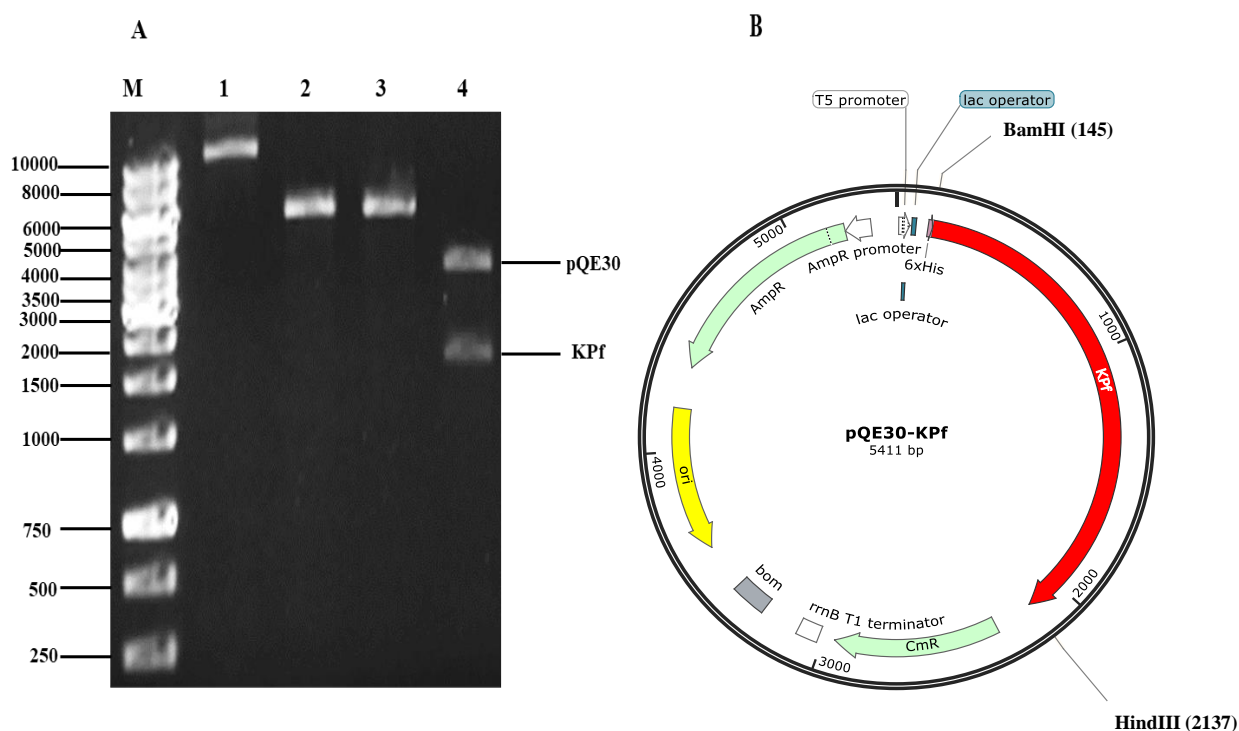 A
B
M
1
2
3
4
10000
8000
6000
5000
4000
3500
3000
2000
1500
1000
750
500
250
pQE30
KPf
T5 promoter
lac operator
BamHI (145)
5000
AmpR promoter
6xHis
AmpR
lac operator
1000
KPf
pQE30-KPf
5411 bp
4000
ori
2000
bom
rrnB T1 terminator
CmR
3000
HindIII (2137)